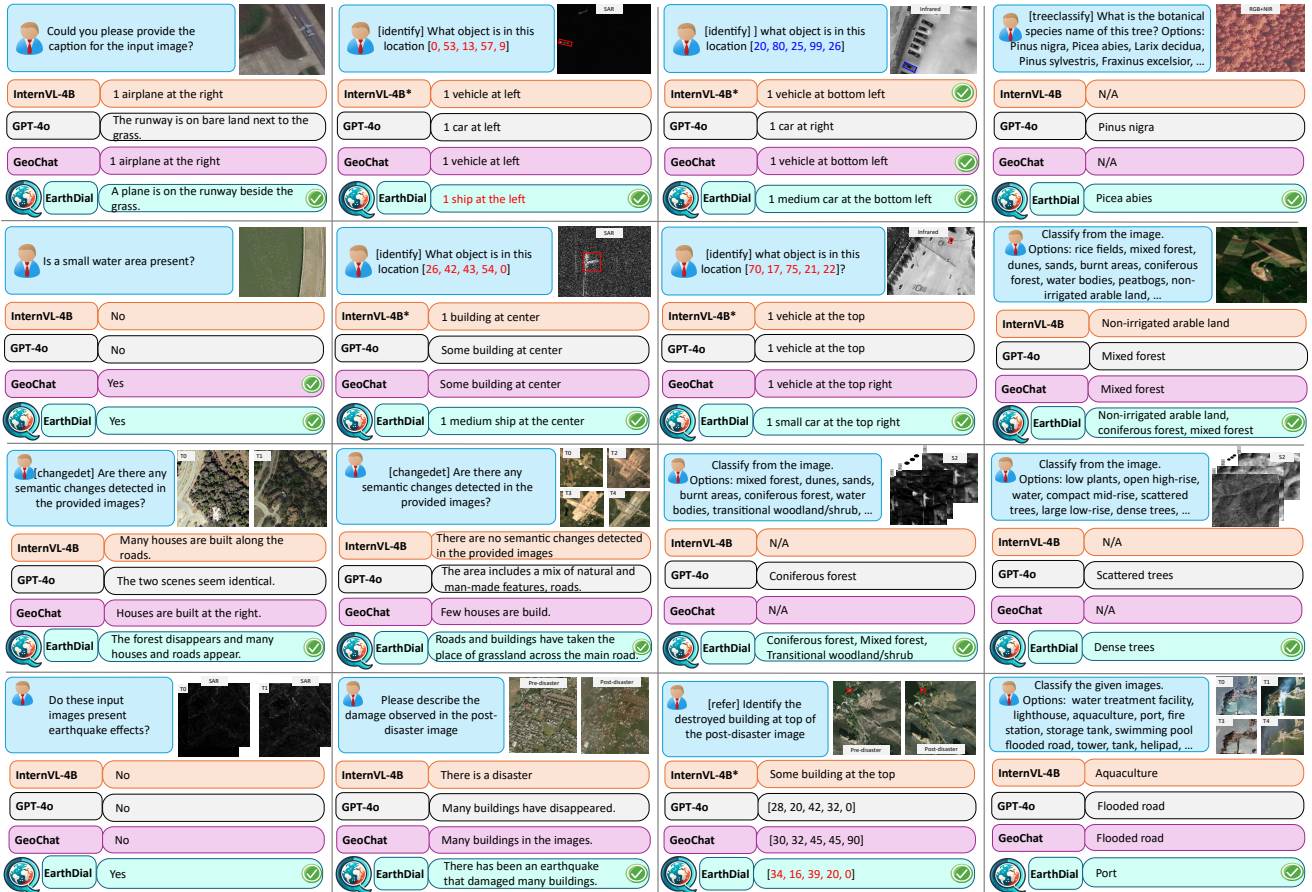 Could you please provide the
caption for the input image?
InternVL-4B
1 airplane at the right
GPT-4o
The runway is on bare land next to the
grass.
GeoChat
1 airplane at the right
EarthDial
A plane is on the runway beside the
grass.
SAR
[identify] What object is in this
location [0, 53, 13, 57, 9]
InternVL-4B*
1 vehicle at left
GPT-4o
1 car at left
GeoChat
1 vehicle at left
EarthDial
1 ship at the left
Infrared
[identify] ] what object is in this
location [20, 80, 25, 99, 26]
InternVL-4B*
1 vehicle at bottom left
GPT-4o
1 car at right
GeoChat
1 vehicle at bottom left
EarthDial
1 medium car at the bottom left
RGB+NIR
[treeclassify] What is the botanical
species name of this tree? Options:
Pinus nigra, Picea abies, Larix decidua,
Pinus sylvestris, Fraxinus excelsior, ...
InternVL-4B
N/A
GPT-4o
Pinus nigra
GeoChat
N/A
EarthDial
Picea abies
Is a small water area present?
InternVL-4B
No
GPT-4o
No
GeoChat
Yes
EarthDial
Yes
SAR
[identify] What object is in this
location [26, 42, 43, 54, 0]
InternVL-4B*
1 building at center
GPT-4o
Some building at center
GeoChat
Some building at center
EarthDial
1 medium ship at the center
Infrared
[identify] what object is in this
location [70, 17, 75, 21, 22]?
InternVL-4B*
1 vehicle at the top
GPT-4o
1 vehicle at the top
GeoChat
1 vehicle at the top right
EarthDial
1 small car at the top right
Classify from the image.
Options: rice fields, mixed forest,
dunes, sands, burnt areas, coniferous
forest, water bodies, peatbogs, non-
irrigated arable land, ...
InternVL-4B
Non-irrigated arable land
GPT-4o
Mixed forest
GeoChat
Mixed forest
EarthDial
Non-irrigated arable land,
coniferous forest, mixed forest
T0
T1
[changedet] Are there any
semantic changes detected in
the provided images?
InternVL-4B
Many houses are built along the
roads.
GPT-4o
The two scenes seem identical.
GeoChat
Houses are built at the right.
EarthDial
The forest disappears and many
houses and roads appear.
T0
T2
T3
T4
[changedet] Are there any
semantic changes detected in the
provided images?
InternVL-4B
There are no semantic changes detected
in the provided images
GPT-4o
The area includes a mix of natural and
man-made features, roads.
GeoChat
Few houses are build.
EarthDial
Roads and buildings have taken the
place of grassland across the main road.
S2
Classify from the image.
Options: mixed forest, dunes, sands,
burnt areas, coniferous forest, water
bodies, transitional woodland/shrub, ...
InternVL-4B
N/A
GPT-4o
Coniferous forest
GeoChat
N/A
EarthDial
Coniferous forest, Mixed forest,
Transitional woodland/shrub
S2
Classify from the image.
Options: low plants, open high-rise,
water, compact mid-rise, scattered
trees, large low-rise, dense trees, ...
InternVL-4B
N/A
GPT-4o
Scattered trees
GeoChat
N/A
EarthDial
Dense trees
T0
SAR
T1
SAR
Do these input
images present
earthquake effects?
InternVL-4B
No
GPT-4o
No
GeoChat
No
EarthDial
Yes
Pre-disaster
Post-disaster
Please describe the
damage observed in the post-
disaster image
InternVL-4B
There is a disaster
GPT-4o
Many buildings have disappeared.
GeoChat
Many buildings in the images.
EarthDial
There has been an earthquake
that damaged many buildings.
[refer] Identify the
destroyed building at top of
the post-disaster image
Pre-disaster
Post-disaster
InternVL-4B*
Some building at the top
GPT-4o
[28, 20, 42, 32, 0]
GeoChat
[30, 32, 45, 45, 90]
EarthDial
[34, 16, 39, 20, 0]
T0
T1
T3
T4
Classify the given images.
Options: water treatment facility,
lighthouse, aquaculture, port, fire
station, storage tank, swimming pool
flooded road, tower, tank, helipad, ...
InternVL-4B
Aquaculture
GPT-4o
Flooded road
GeoChat
Flooded road
EarthDial
Port